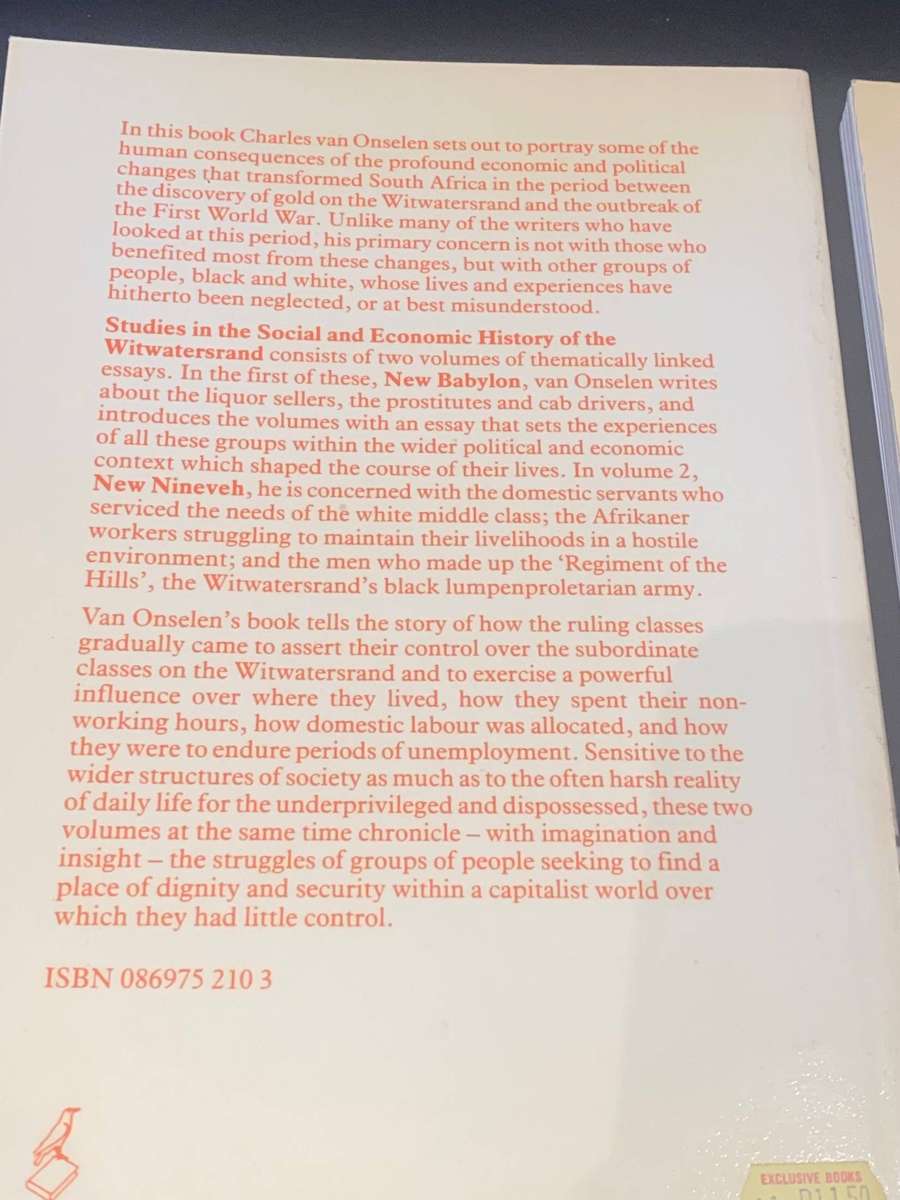 In this book Charles van Onselen sets out to portray some of the
human consequences of the profound economic and political
changes that transformed South Africa in the period between
the discovery of gold on the Witwatersrand and the outbreak of
the First World War. Unlike many of the writers who have
looked at this period, his primary concern is not with those who
benefited most from these changes, but with other groups of
people, black and white, whose lives and experiences have
hitherto been neglected, or at best misunderstood.
Studies in the Social and Economic History of the
Witwatersrand consists of two volumes of thematically linked
essays. In the first of these, New Babylon, van Onselen writes
about the liquor sellers, the prostitutes and cab drivers, and
introduces the volumes with an essay that sets the experiences
of all these groups within the wider political and economic
context which shaped the course of their lives. In volume 2,
New Nineveh, he is concerned with the domestic servants who
serviced the needs of the white middle class; the Afrikaner
workers struggling to maintain their livelihoods in a hostile
environment; and the men who made up the ‘Regiment of the
Hills’, the Witwatersrand’s black lumpenproletarian army.
Van Onselen’s book tells the story of how the ruling classes
gradually came to assert their control over the subordinate
classes on the Witwatersrand and to exercise a powerful
influence over where they lived, how they spent their non-
working hours, how domestic labour was allocated, and how
they were to endure periods of unemployment. Sensitive to the
wider structures of society as much as to the often harsh reality
of daily life for the underprivileged and dispossessed, these two
volumes at the same time chronicle – with imagination and
insight – the struggles of groups of people seeking to find a
place of dignity and security within a capitalist world over
which they had little control.
ISBN 086975 210 3
EXCLUSIVE BOOKS